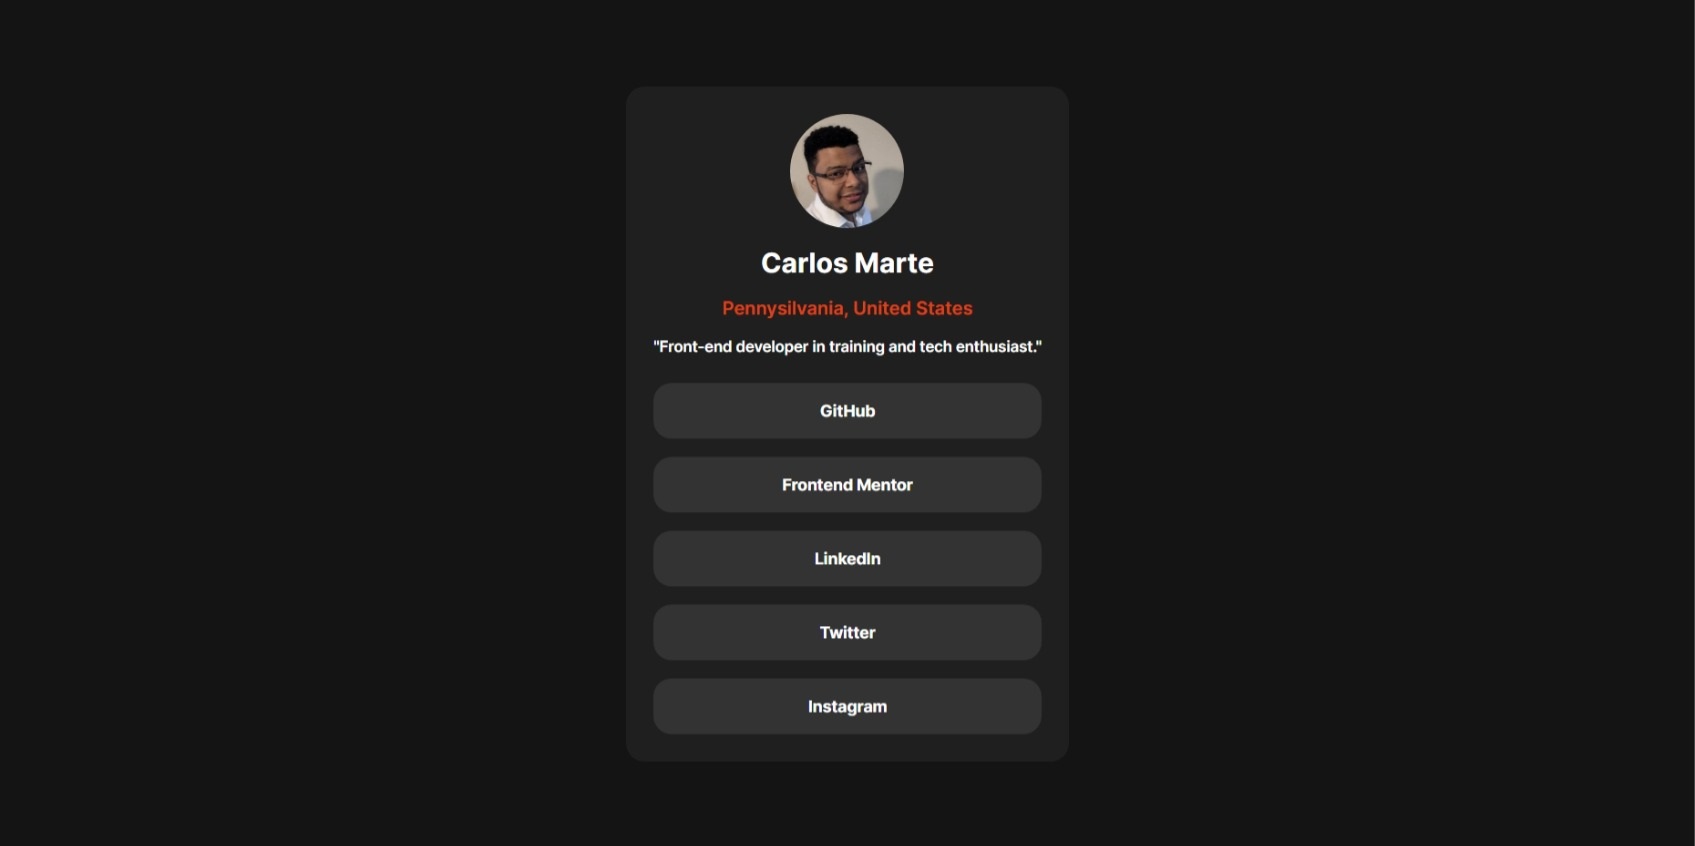 Carlos Marte
Pennysilvania, United States
"Front-end developer in training and tech enthusiast."
GitHub
Frontend Mentor
LinkedIn
Twitter
Instagram